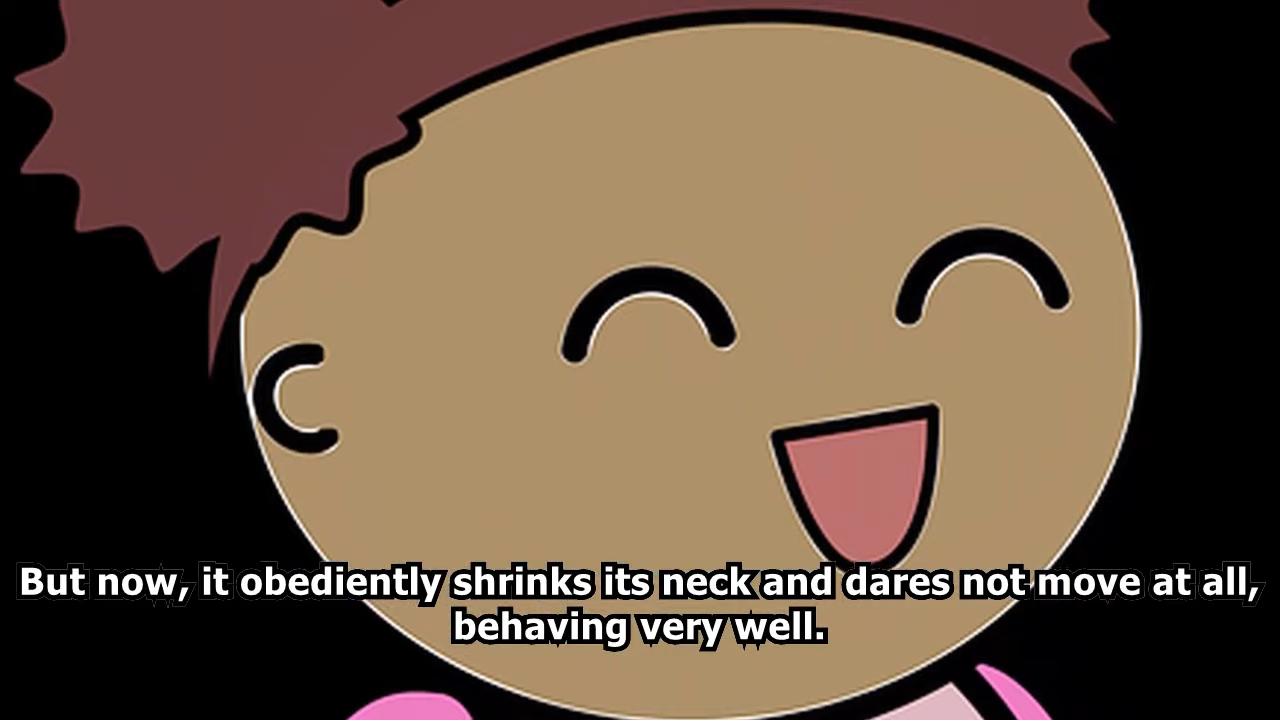 But now, it obediently shrinks its neck and dares not move at all,
behaving very well.